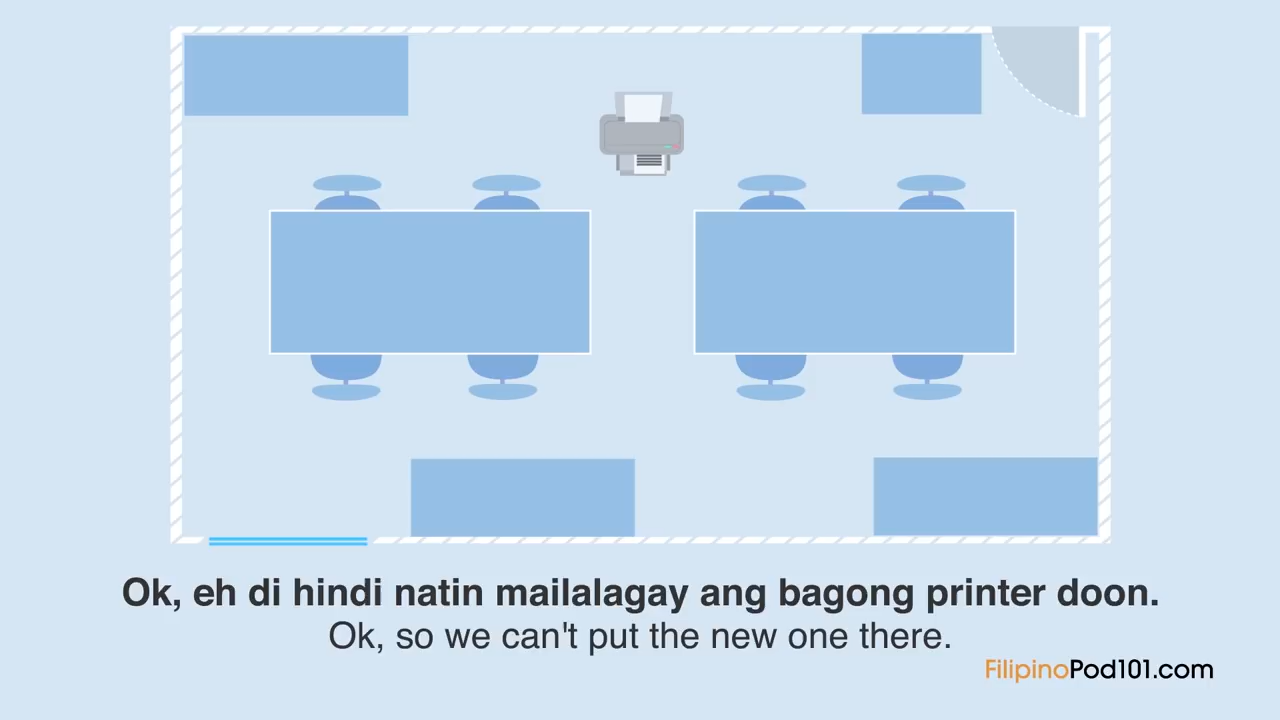 Ok, eh di hindi natin mailalagay ang bagong printer doon.
Ok, so we can't put the new one there.
FilipinoPod101.com